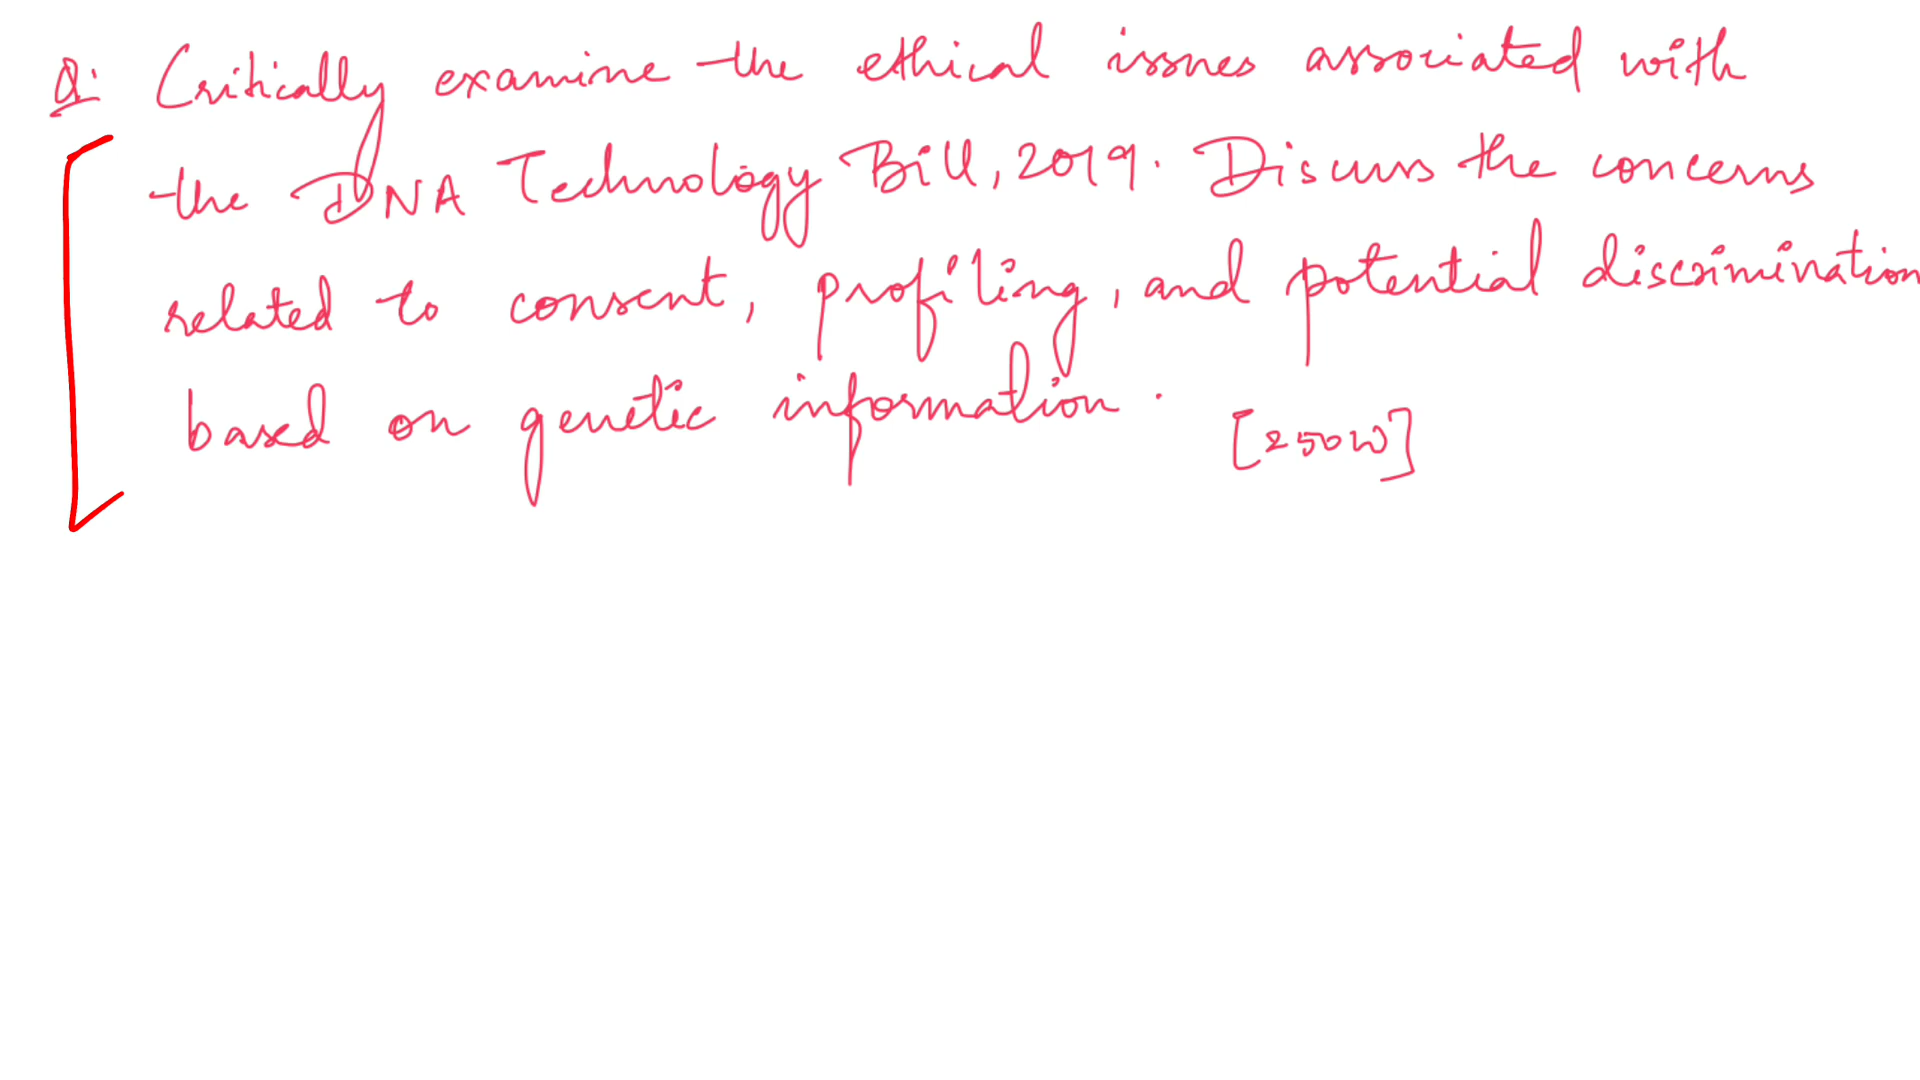 Q: Critically examine the ethical issues associated with
the DNA Technology Bill, 2019. Discuss the concerns
related to consent, profiling, and potential discrimination
based on genetic information. [250W]